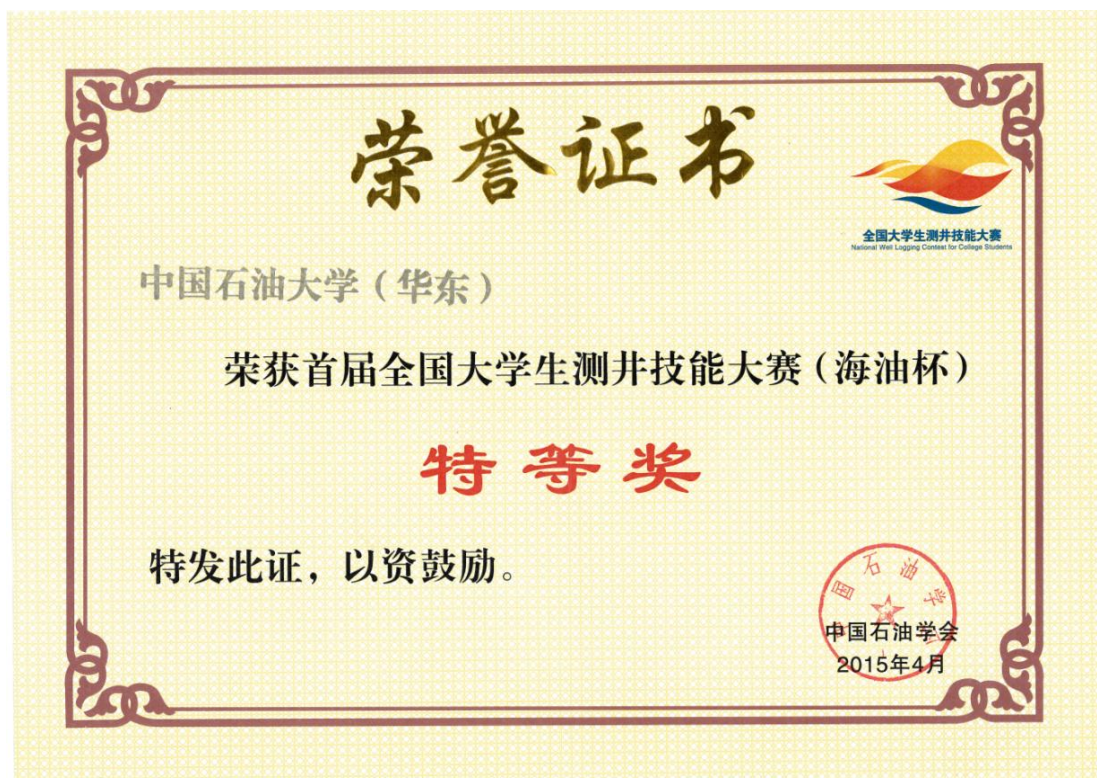 荣誉证书
全国大学生测井技能大赛
National Well Logging Contest for College Students
中国石油大学（华东）
荣获首届全国大学生测井技能大赛（海油杯）
特等奖
特发此证，以资鼓励。
中国石油学会
2015年4月